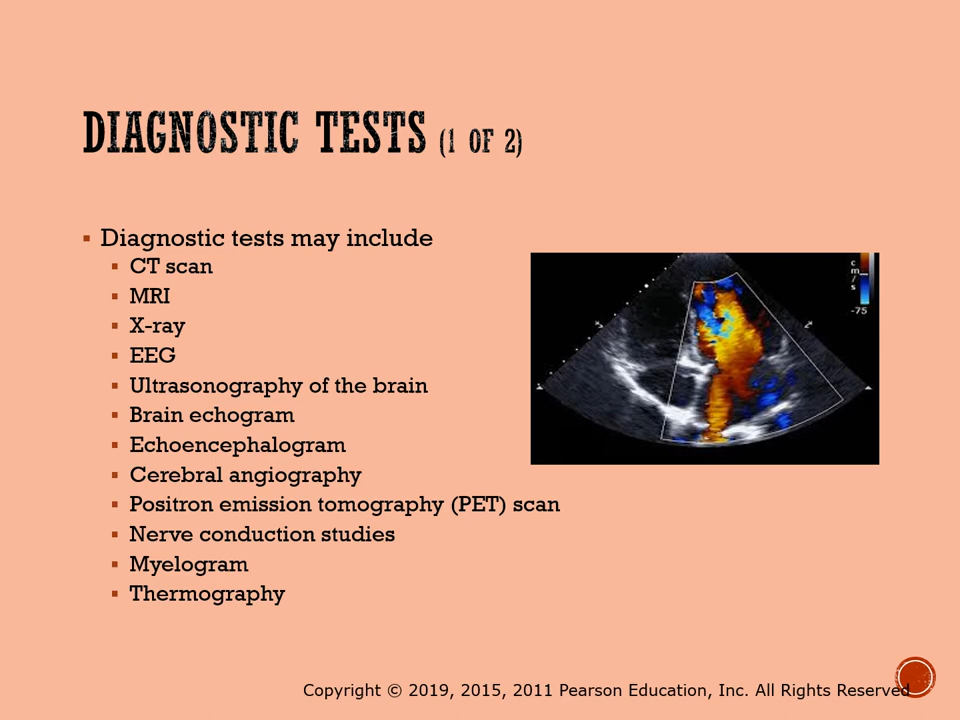 DIAGNOSTIC TESTS (1 OF 2)
Diagnostic tests may include
CT scan
MRI
X-ray
EEG
Ultrasonography of the brain
Brain echogram
Echoencephalogram
Cerebral angiography
Positron emission tomography (PET) scan
Nerve conduction studies
Myelogram
Thermography
c
m
/
s
-75
Copyright © 2019, 2015, 2011 Pearson Education, Inc. All Rights Reserved